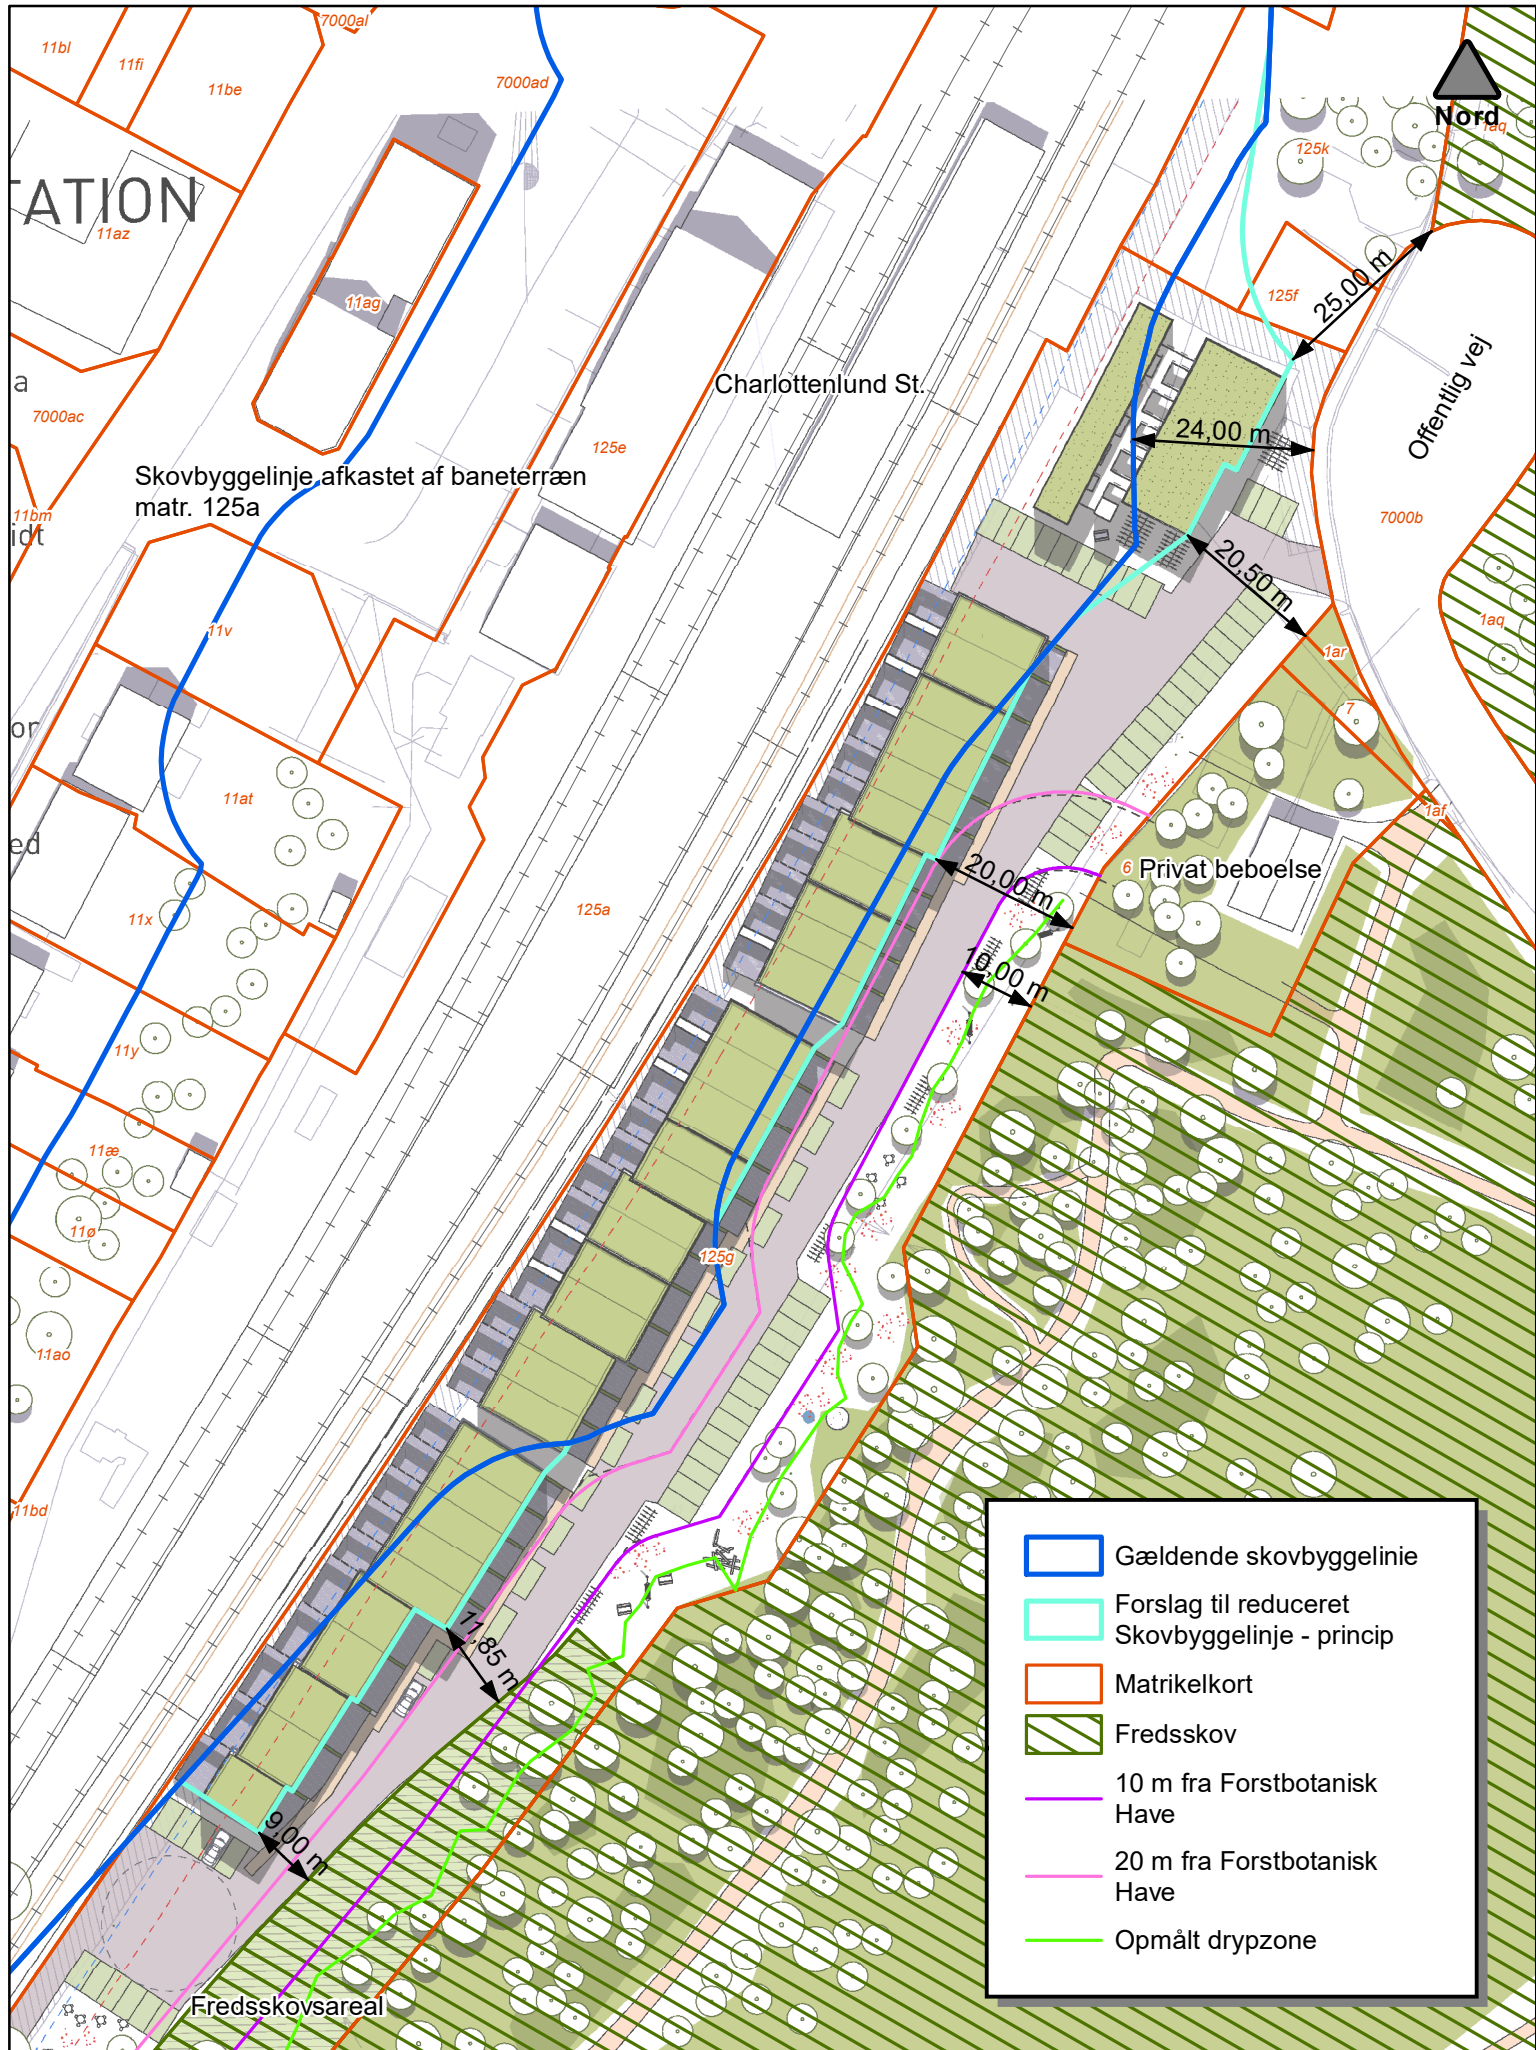 7000al
11bl
11fi
11be
7000ad
Nord
1aq
125k
TATION
11az
11ag
125f
25,00 m
a
Charlottenlund St.
7000ac
Offentlig vej
24,00 m
125e
Skovbyggelinje afkastet af baneterræn
matr. 125a
11bm
idt
7000b
20,50 m
11v
1aq
1ar
7
or
11at
1af
ed
6
Privat beboelse
20,00 m
125a
11x
10,00 m
11y
11æ
11ø
125g
11ao
11bd
Gældende skovbyggelinie
Forslag til reduceret
Skovbyggelinje - princip
Matrikelkort
Fredsskov
10 m fra Forstbotanisk
Have
20 m fra Forstbotanisk
Have
Opmålt drypzone
11,85 m
9,00 m
Fredsskovsareal